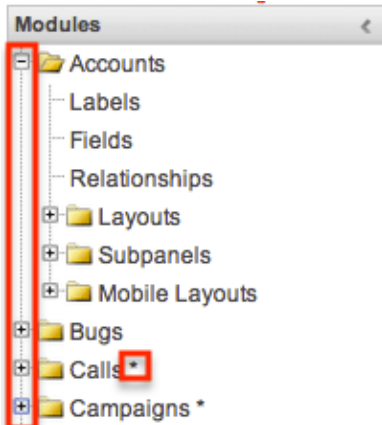 Modules
Accounts
Labels
Fields
Relationships
Layouts
Subpanels
Mobile Layouts
Bugs
Calls *
Campaigns *